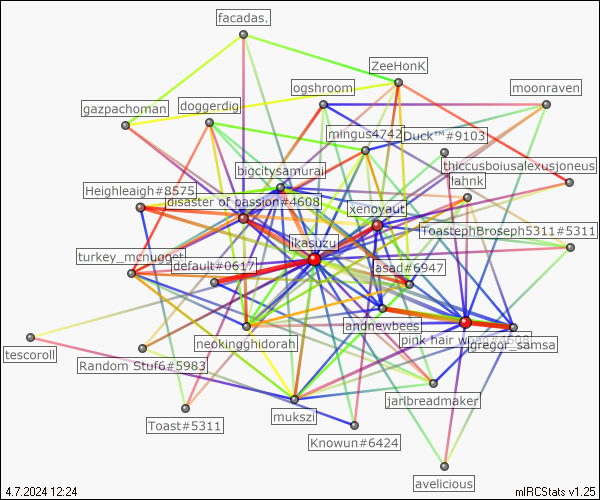 facadas.
ZeeHonK
ogshroom
moonraven
gazpachoman
doggerdig
mingus4742
Duck™#9103
thiccusboiusalexusjoneus
bigcitysamurai
lahnk
Heighleaigh#8575
disaster of passion#4608
xenoyaut
ToastephBroseph5311#5311
ikasuzu
turkey_mcnugget
default#0617
asad#6947
andnewbees
pink hair wpag#4608
neokingghidorah
gregor_samsa
tescoroll
Random Stuf6#5983
jarlbreadmaker
Toast#5311
mukszi
Knowun#6424
avelicious
4.7.2024 12:24
mIRCStats v1.25